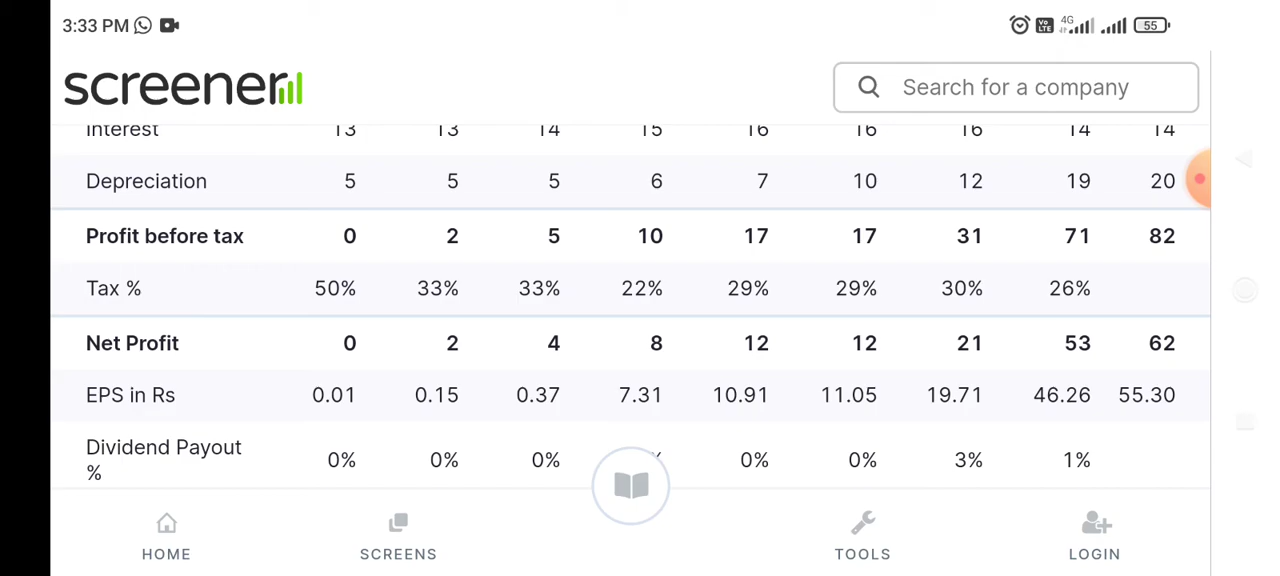 3:33 PM
Vo LTE 4G 55
screener
Search for a company
Interest 13 13 14 15 16 16 16 14 14
Depreciation 5 5 5 6 7 10 12 19 20
Profit before tax 0 2 5 10 17 17 31 71 82
Tax % 50% 33% 33% 22% 29% 29% 30% 26%
Net Profit 0 2 4 8 12 12 21 53 62
EPS in Rs 0.01 0.15 0.37 7.31 10.91 11.05 19.71 46.26 55.30
Dividend Payout % 0% 0% 0% 0% 0% 3% 1%
HOME SCREENS TOOLS LOGIN